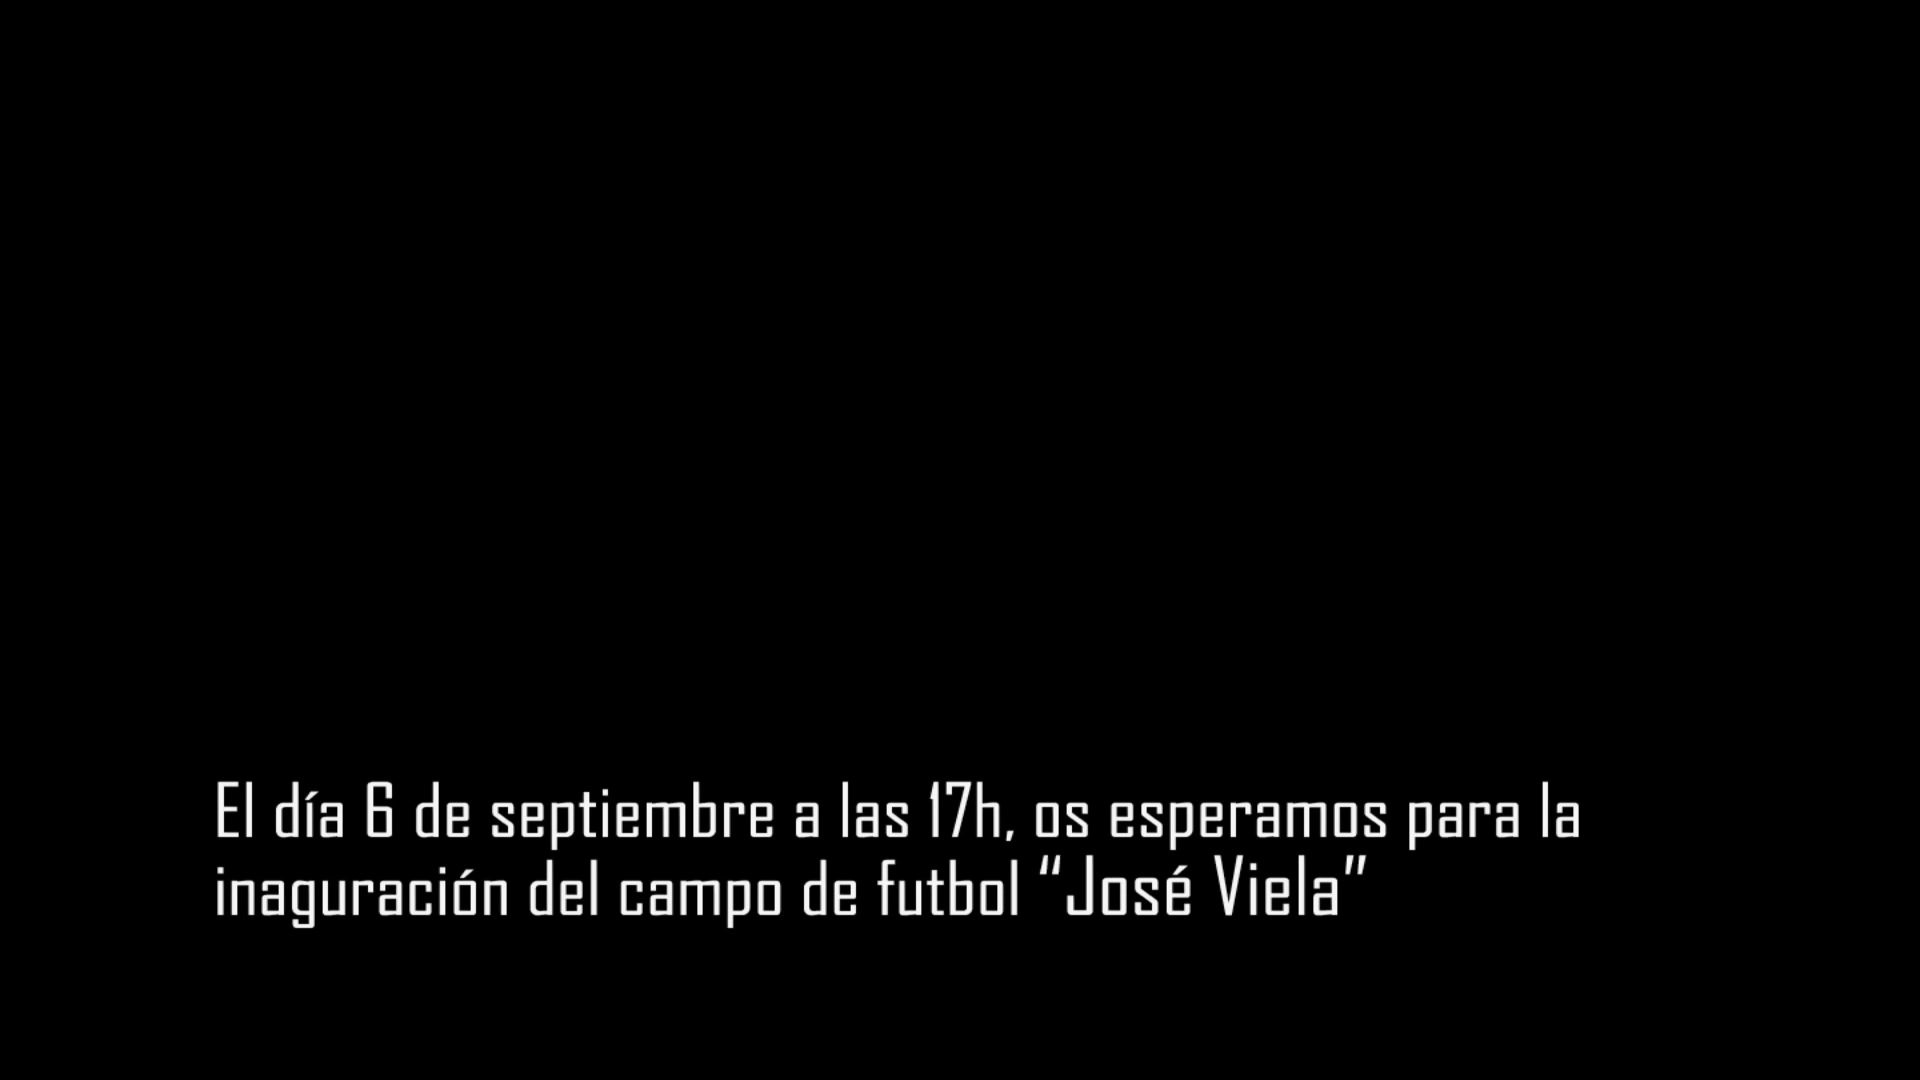 El día 6 de septiembre a las 17h, os esperamos para la
inaguración del campo de futbol “José Viela”